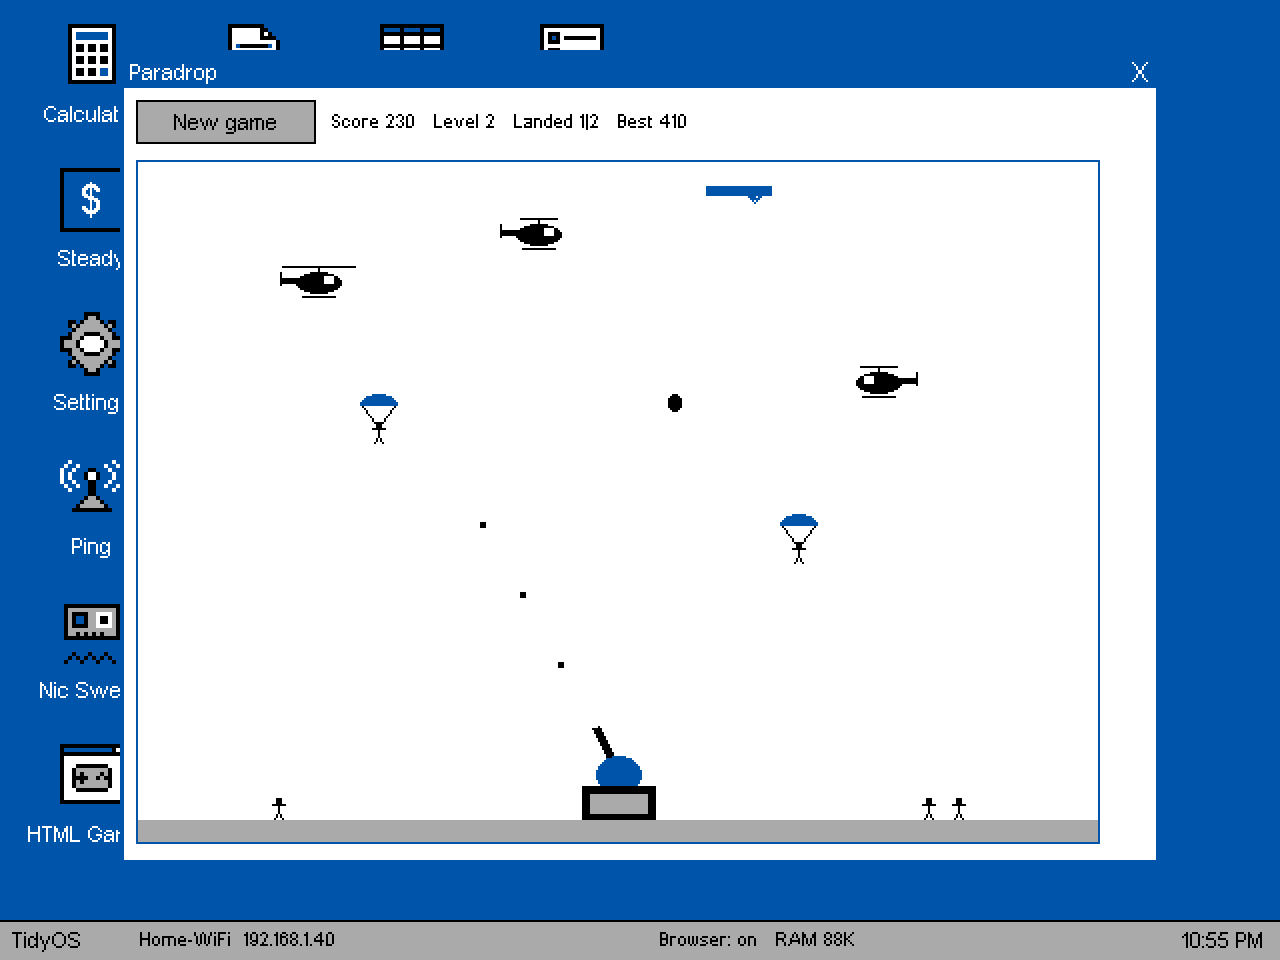 Paradrop X
New game Score 230 Level 2 Landed 1|2 Best 410
Calculat
$
Steady
Setting
Ping
Nic Swe
HTML Gar
TidyOS Home-WiFi 192.168.1.40 Browser: on RAM 88K 10:55 PM